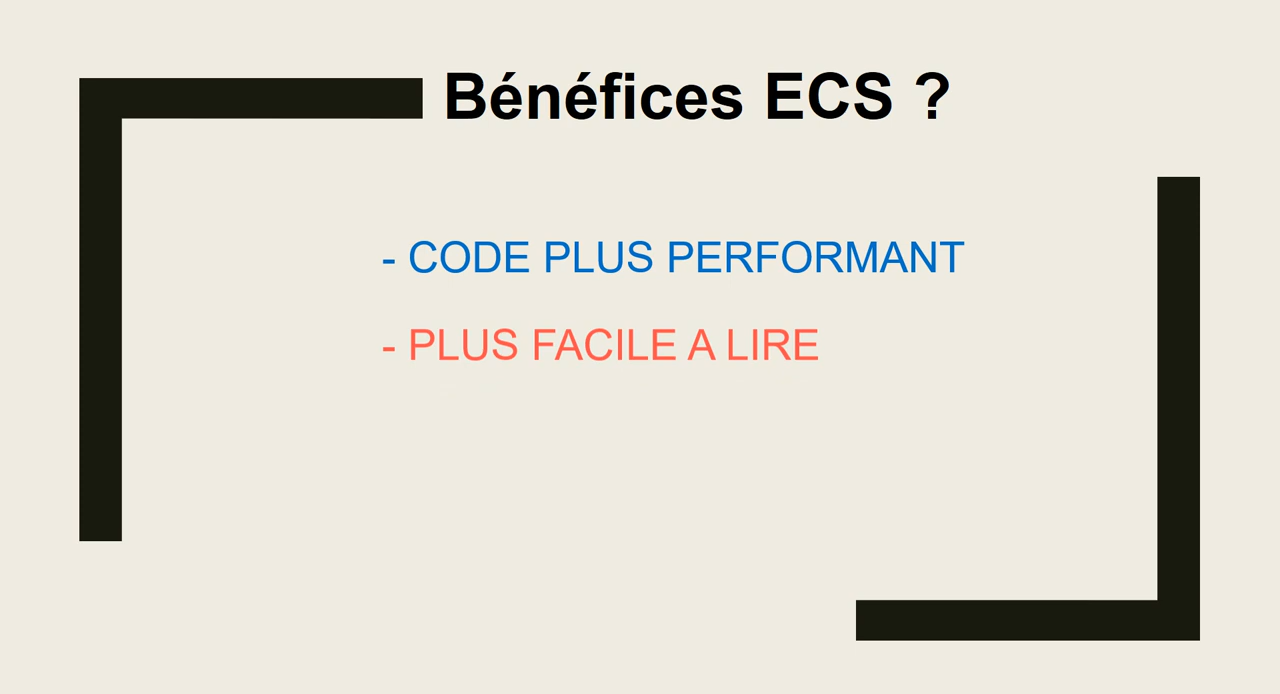 Bénéfices ECS ?
- CODE PLUS PERFORMANT
- PLUS FACILE A LIRE